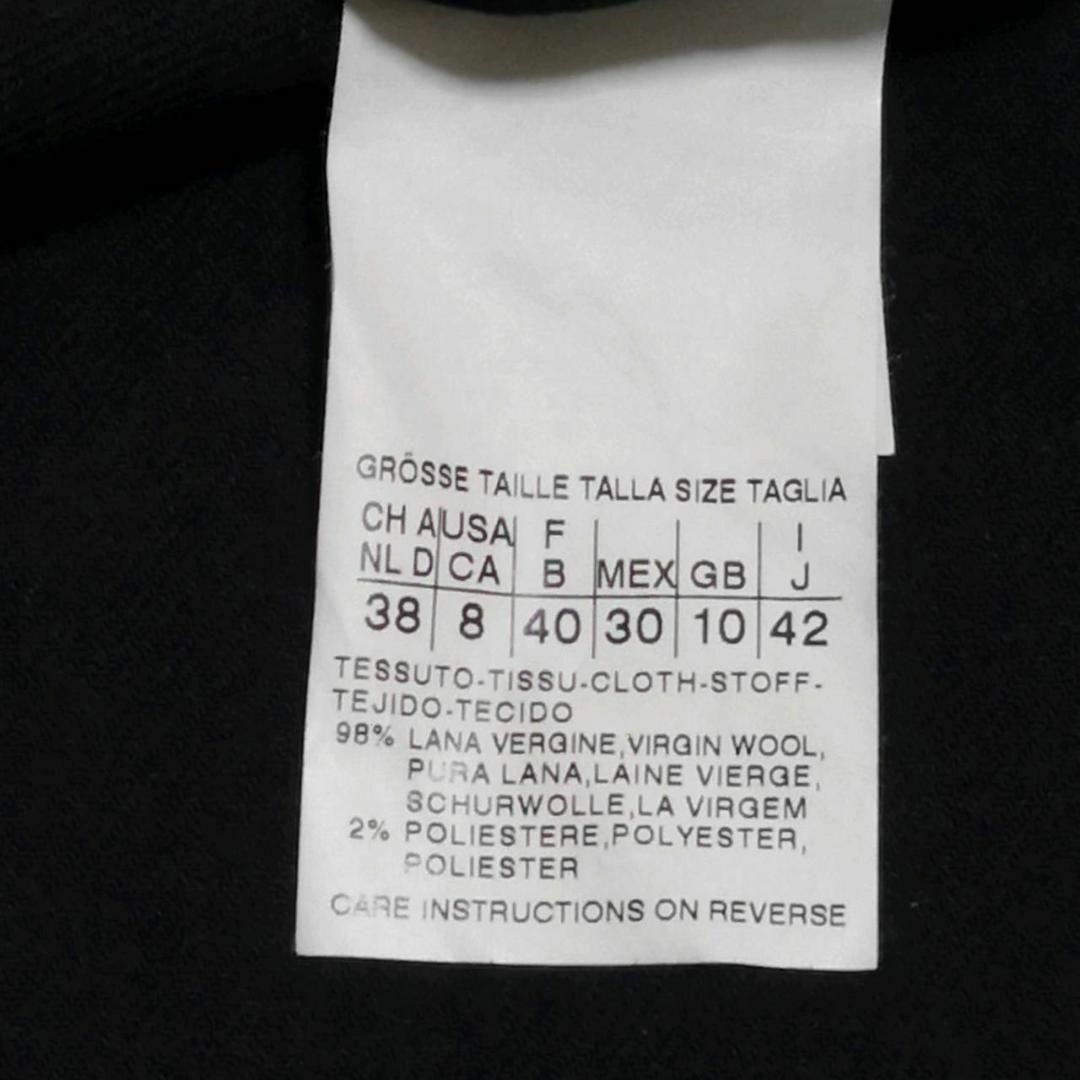 GRÖSSE TAILLE TALLA SIZE TAGLIA
CH A USA F I
NL D CA B MEX GB J
38 8 40 30 10 42
TESSUTO-TISSU-CLOTH-STOFF-
TEJIDO-TECIDO
98% LANA VERGINE,VIRGIN WOOL,
PURA LANA,LAINE VIERGE,
SCHURWOLLE,LA VIRGEM
2% POLIESTERE,POLYESTER,
POLIESTER
CARE INSTRUCTIONS ON REVERSE